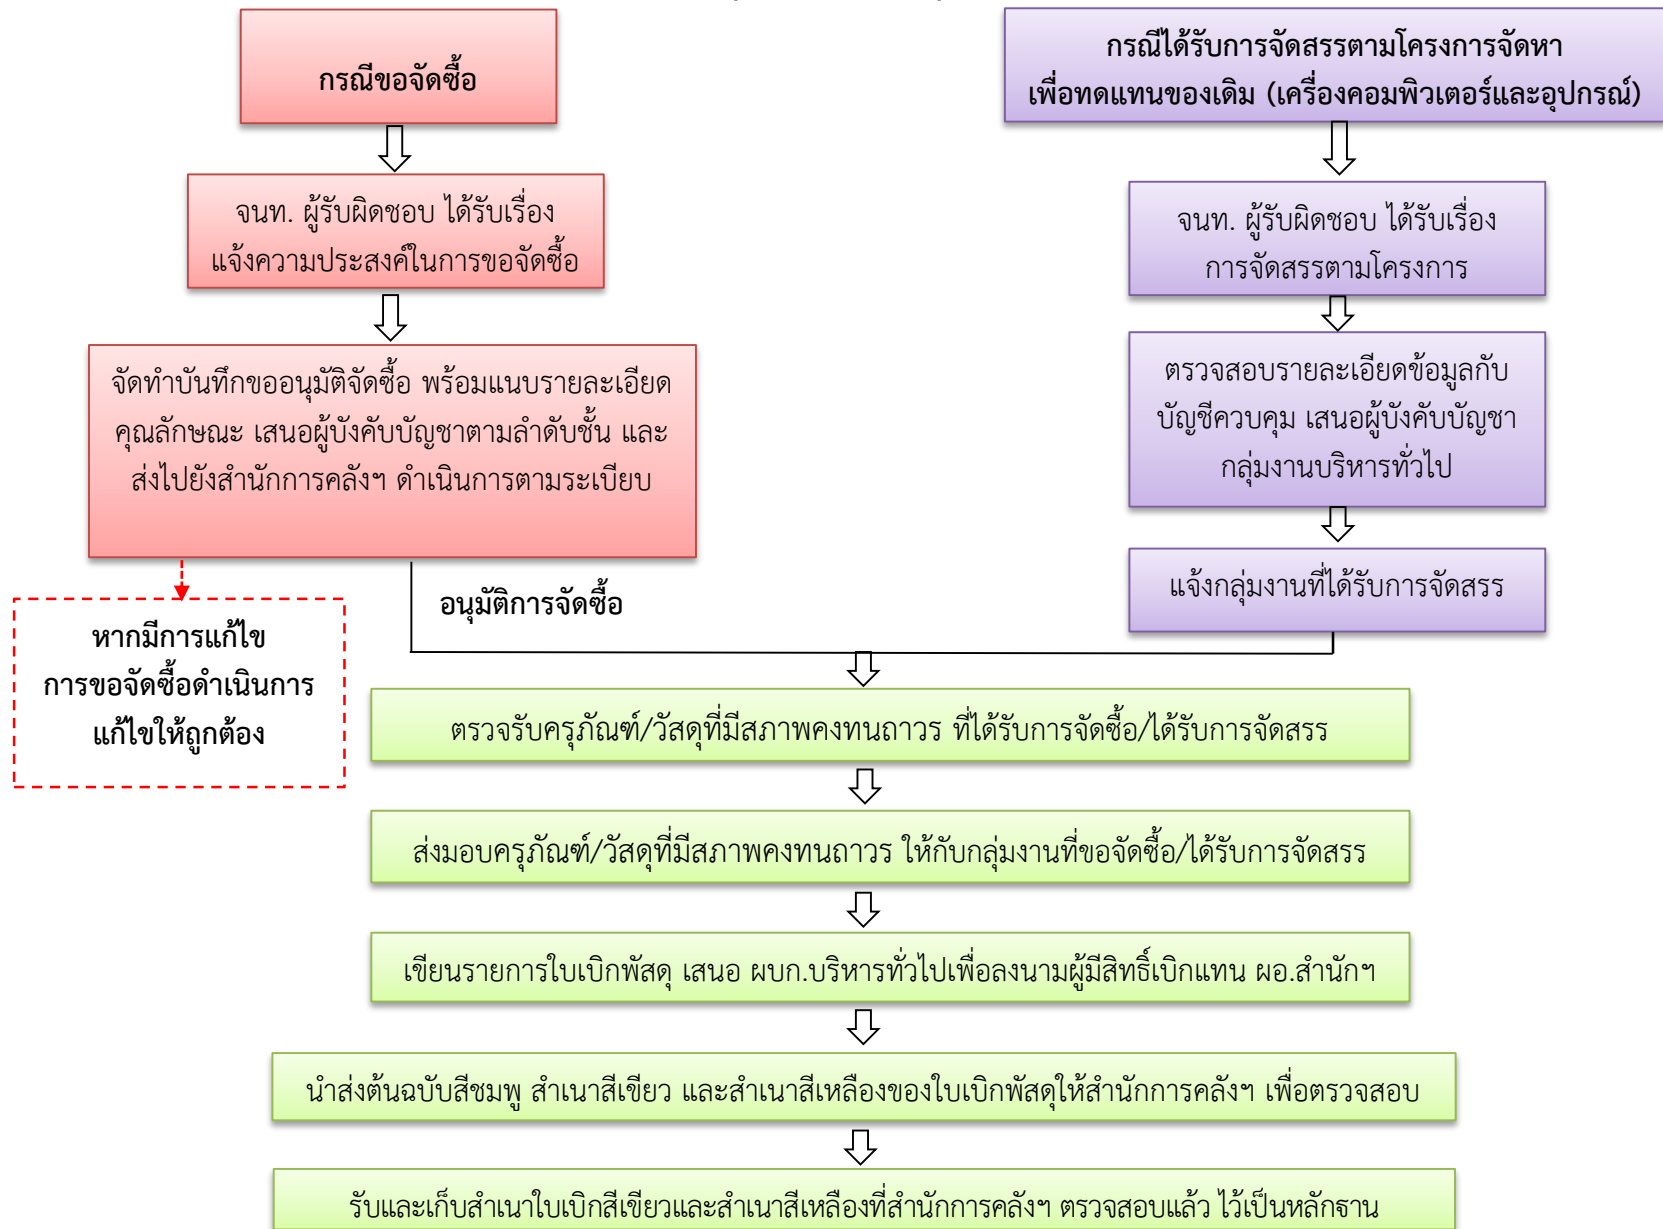 กรณีขอจัดซื้อ
จนท. ผู้รับผิดชอบ ได้รับเรื่อง
แจ้งความประสงค์ในการขอจัดซื้อ
จัดทำบันทึกขออนุมัติจัดซื้อ พร้อมแนบรายละเอียด
คุณลักษณะ เสนอผู้บังคับบัญชาตามลำดับชั้น และ
ส่งไปยังสำนักการคลังฯ ดำเนินการตามระเบียบ
หากมีการแก้ไข
การขอจัดซื้อดำเนินการ
แก้ไขให้ถูกต้อง
อนุมัติการจัดซื้อ
กรณีได้รับการจัดสรรตามโครงการจัดหา
เพื่อทดแทนของเดิม (เครื่องคอมพิวเตอร์และอุปกรณ์)
จนท. ผู้รับผิดชอบ ได้รับเรื่อง
การจัดสรรตามโครงการ
ตรวจสอบรายละเอียดข้อมูลกับ
บัญชีควบคุม เสนอผู้บังคับบัญชา
กลุ่มงานบริหารทั่วไป
แจ้งกลุ่มงานที่ได้รับการจัดสรร
ตรวจรับครุภัณฑ์/วัสดุที่มีสภาพคงทนถาวร ที่ได้รับการจัดซื้อ/ได้รับการจัดสรร
ส่งมอบครุภัณฑ์/วัสดุที่มีสภาพคงทนถาวร ให้กับกลุ่มงานที่ขอจัดซื้อ/ได้รับการจัดสรร
เขียนรายการใบเบิกพัสดุ เสนอ ผบก.บริหารทั่วไปเพื่อลงนามผู้มีสิทธิ์เบิกแทน ผอ.สำนักฯ
นำส่งต้นฉบับสีชมพู สำเนาสีเขียว และสำเนาสีเหลืองของใบเบิกพัสดุให้สำนักการคลังฯ เพื่อตรวจสอบ
รับและเก็บสำเนาใบเบิกสีเขียวและสำเนาสีเหลืองที่สำนักการคลังฯ ตรวจสอบแล้ว ไว้เป็นหลักฐาน